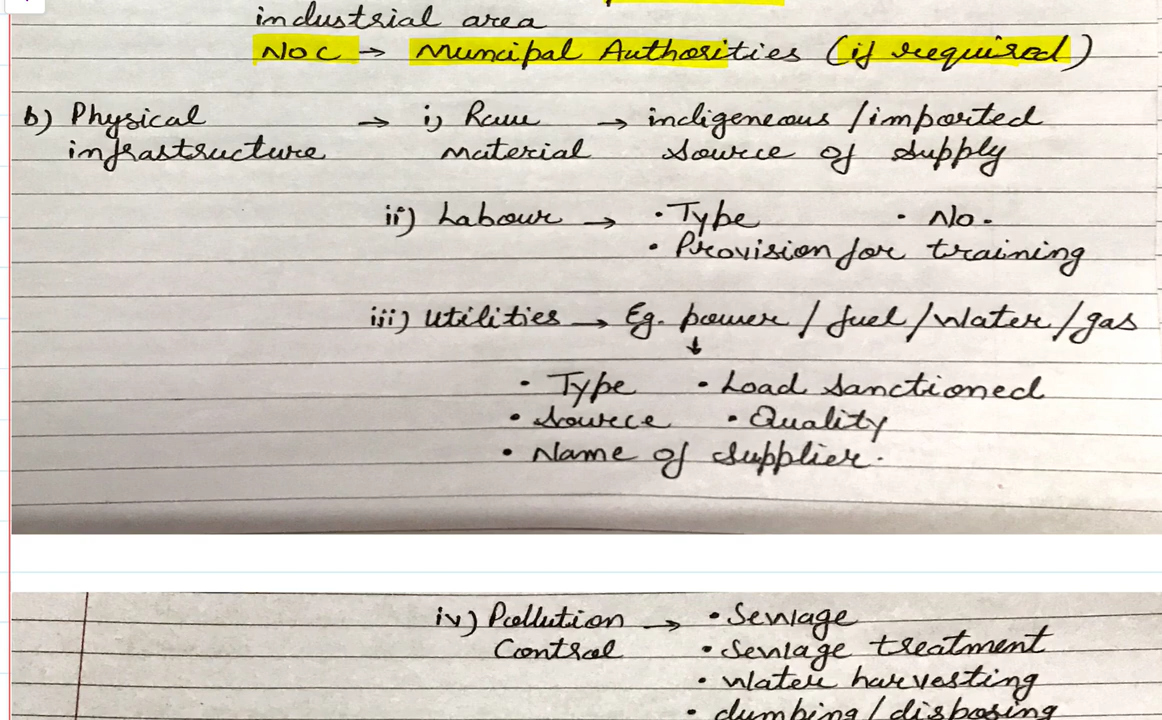 industrial area
NOC → Muncipal Authorities (if required)
b) Physical → i) Raw → indigeneous /imported
infrastructure material source of supply
ii) Labour → • Type • No.
• Provision for training
iii) Utilities → Eg. power / fuel / water / gas
↓
• Type • Load sanctioned
• Source • Quality
• Name of supplier.
iv) Pollution → • Sewage
Control • Sewage treatment
• Water harvesting
• dumping / disposing